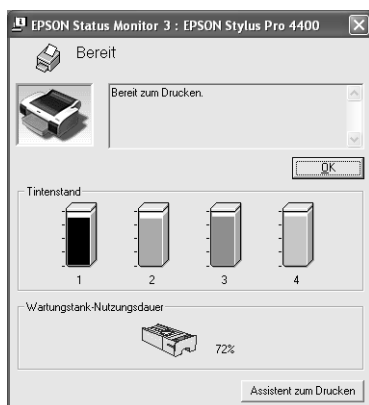 EPSON Status Monitor 3 : EPSON Stylus Pro 4400
Bereit
Bereit zum Drucken.
OK
Tintenstand
1 2 3 4
Wartungstank-Nutzungsdauer
72%
Assistent zum Drucken